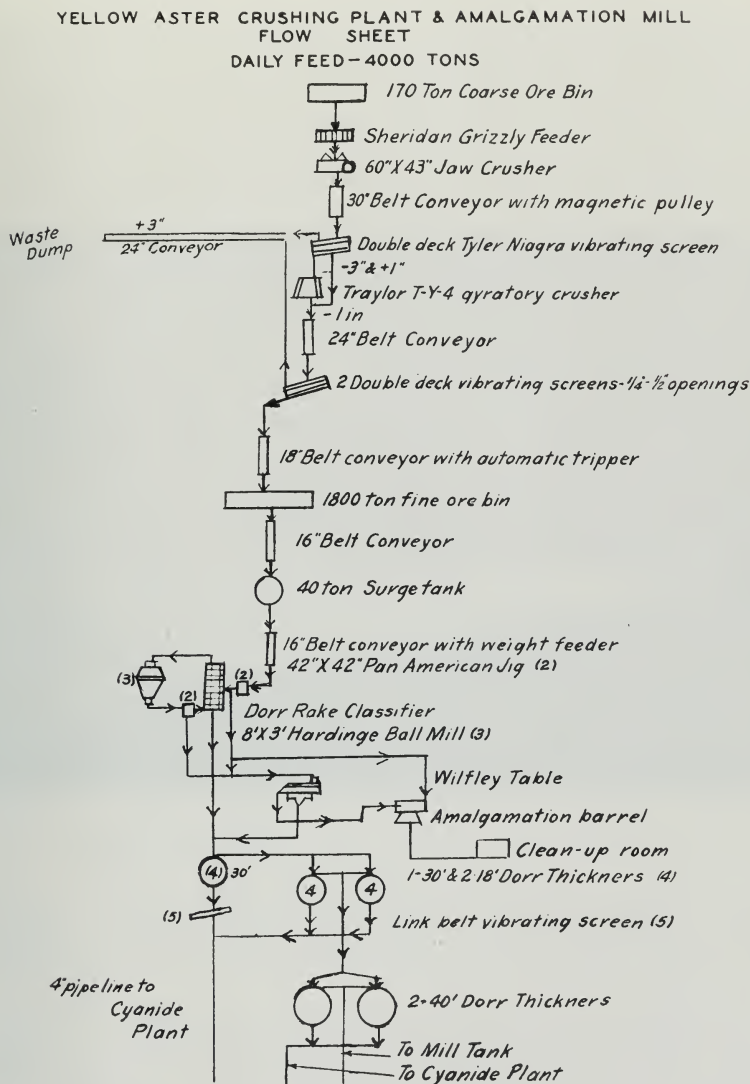 YELLOW ASTER CRUSHING PLANT & AMALGAMATION MILL
FLOW SHEET
DAILY FEED-4000 TONS
170 Ton Coarse Ore Bin
Sheridan Grizzly Feeder
60"X43" Jaw Crusher
30" Belt Conveyor with magnetic pulley
Waste Dump
+3"
24" Conveyor
Double deck Tyler Niagra vibrating screen
-3" & +1"
Traylor T-Y-4 gyratory crusher
-1 in
24" Belt Conveyor
2 Double deck vibrating screens-1/4"-1/2" openings
18" Belt conveyor with automatic tripper
1800 ton fine ore bin
16" Belt Conveyor
40 ton Surge tank
16" Belt conveyor with weight feeder
42"X42" Pan American Jig (2)
(3)
(2)
(2)
Dorr Rake Classifier
8'X3' Hardinge Ball Mill (3)
Wilfley Table
Amalgamation barrel
Clean-up room
(4) 30'
4
4
1-30' & 2-18' Dorr Thickners (4)
(5)
Link belt vibrating screen (5)
4" pipeline to
Cyanide
Plant
2-40' Dorr Thickners
To Mill Tank
To Cyanide Plant